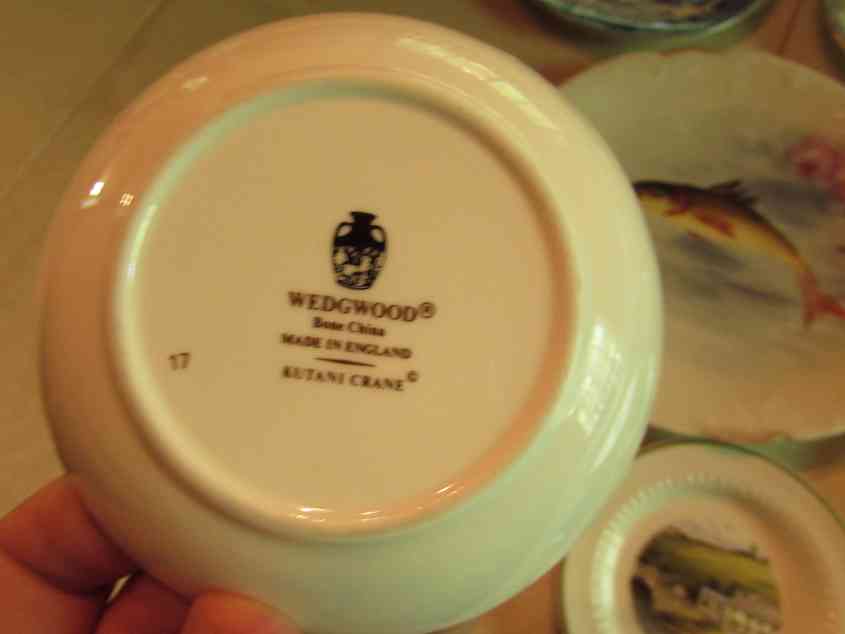 WEDGWOOD®
Bone China
MADE IN ENGLAND
KUTANI CRANE©
17